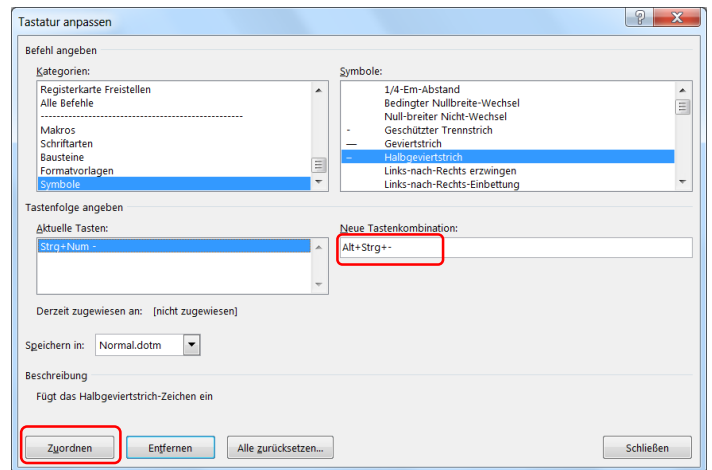 Tastatur anpassen
Befehl angeben
Kategorien:
Registerkarte Freistellen
Alle Befehle
------------------------------------------------
Makros
Schriftarten
Bausteine
Formatvorlagen
Symbole
Symbole:
1/4-Em-Abstand
Bedingter Nullbreite-Wechsel
Null-breiter Nicht-Wechsel
- Geschützter Trennstrich
— Geviertstrich
– Halbgeviertstrich
Links-nach-Rechts erzwingen
Links-nach-Rechts-Einbettung
Tastenfolge angeben
Aktuelle Tasten:
Strg+Num -
Neue Tastenkombination:
Alt+Strg+-
Derzeit zugewiesen an: [nicht zugewiesen]
Speichern in: Normal.dotm
Beschreibung
Fügt das Halbgeviertstrich-Zeichen ein
Zuordnen Entfernen Alle zurücksetzen... Schließen